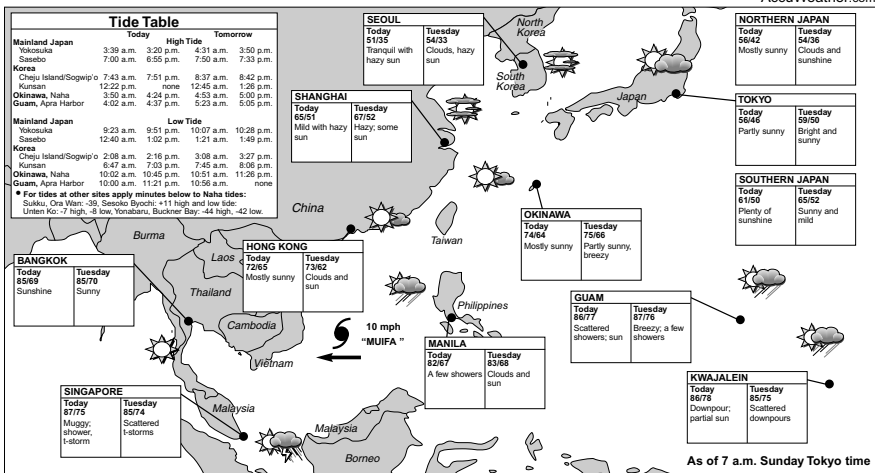 AccuWeather.com
Tide Table
Today Tomorrow
Mainland Japan High Tide
Yokosuka 3:39 a.m. 3:20 p.m. 4:31 a.m. 3:50 p.m.
Sasebo 7:00 a.m. 6:55 p.m. 7:50 a.m. 7:33 p.m.
Korea
Cheju Island/Sogwip'o 7:43 a.m. 7:51 p.m. 8:37 a.m. 8:42 p.m.
Kunsan 12:22 p.m. none 12:45 a.m. 1:26 p.m.
Okinawa, Naha 3:50 a.m. 4:24 p.m. 4:53 a.m. 5:00 p.m.
Guam, Apra Harbor 4:02 a.m. 4:37 p.m. 5:23 a.m. 5:05 p.m.
Mainland Japan Low Tide
Yokosuka 9:23 a.m. 9:51 p.m. 10:07 a.m. 10:28 p.m.
Sasebo 12:40 a.m. 1:02 p.m. 1:21 a.m. 1:49 p.m.
Korea
Cheju Island/Sogwip'o 2:08 a.m. 2:16 p.m. 3:08 a.m. 3:27 p.m.
Kunsan 6:47 a.m. 7:03 p.m. 7:45 a.m. 8:06 p.m.
Okinawa, Naha 10:02 a.m. 10:45 p.m. 10:51 a.m. 11:26 p.m.
Guam, Apra Harbor 10:00 a.m. 11:21 p.m. 10:56 a.m. none
• For tides at other sites apply minutes below to Naha tides:
Sukku, Ora Wan: -39, Sesoko Byochi: +11 high and low tide:
Unten Ko: -7 high, -8 low, Yonabaru, Buckner Bay: -44 high, -42 low.
SEOUL
Today Tuesday
51/35 54/33
Tranquil with Clouds, hazy
hazy sun sun
North
Korea
South
Korea
Japan
NORTHERN JAPAN
Today Tuesday
56/42 54/36
Mostly sunny Clouds and
sunshine
SHANGHAI
Today Tuesday
65/51 67/52
Mild with hazy Hazy; some
sun sun
TOKYO
Today Tuesday
56/46 59/50
Partly sunny Bright and
sunny
SOUTHERN JAPAN
Today Tuesday
61/50 65/52
Plenty of Sunny and
sunshine mild
China
Taiwan
OKINAWA
Today Tuesday
74/64 75/66
Mostly sunny Partly sunny,
breezy
Burma
Laos
Thailand
Cambodia
Vietnam
HONG KONG
Today Tuesday
72/65 73/62
Mostly sunny Clouds and
sun
BANGKOK
Today Tuesday
85/69 85/70
Sunshine Sunny
10 mph
"MUIFA "
Philippines
MANILA
Today Tuesday
82/67 83/68
A few showers Clouds and
sun
GUAM
Today Tuesday
86/77 87/76
Scattered Breezy; a few
showers; sun showers
KWAJALEIN
Today Tuesday
86/78 85/75
Downpour; Scattered
partial sun downpours
SINGAPORE
Today Tuesday
87/75 85/74
Muggy; Scattered
shower, t-storms
t-storm
Malaysia
Malaysia
Borneo
As of 7 a.m. Sunday Tokyo time